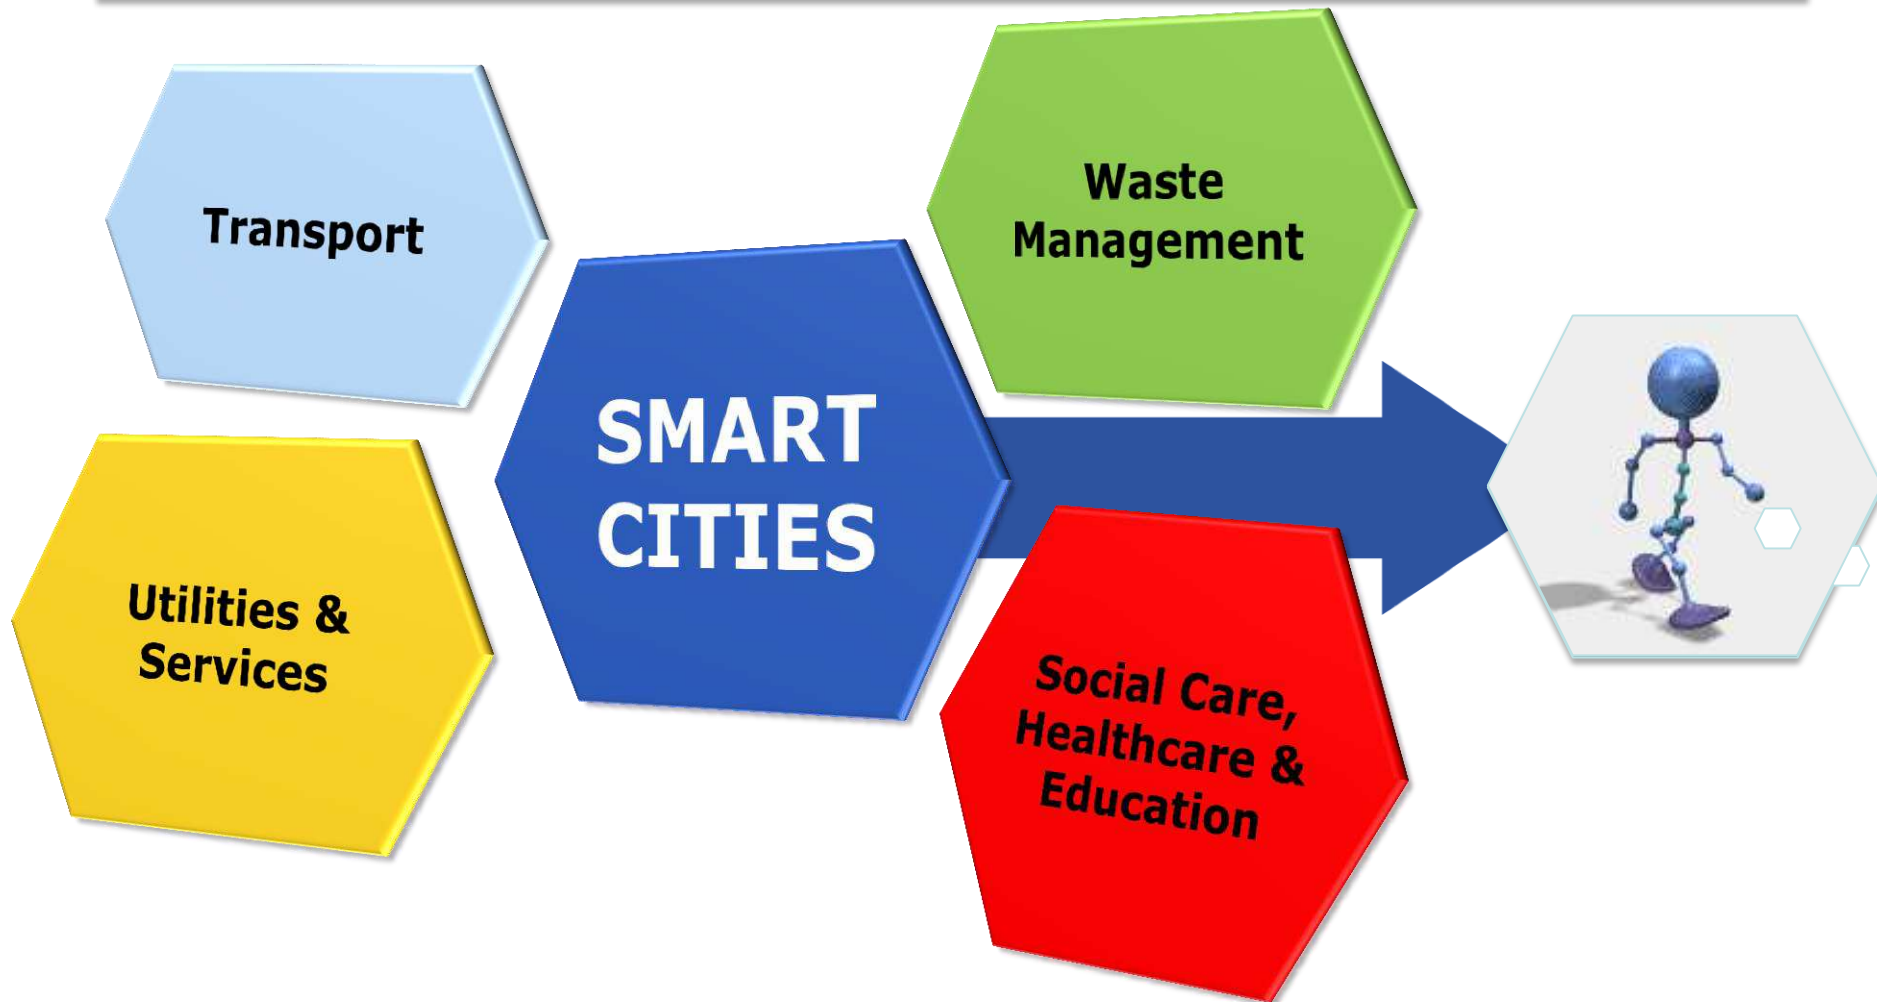 Transport
Waste
Management
SMART
CITIES
Utilities &
Services
Social Care,
Healthcare &
Education